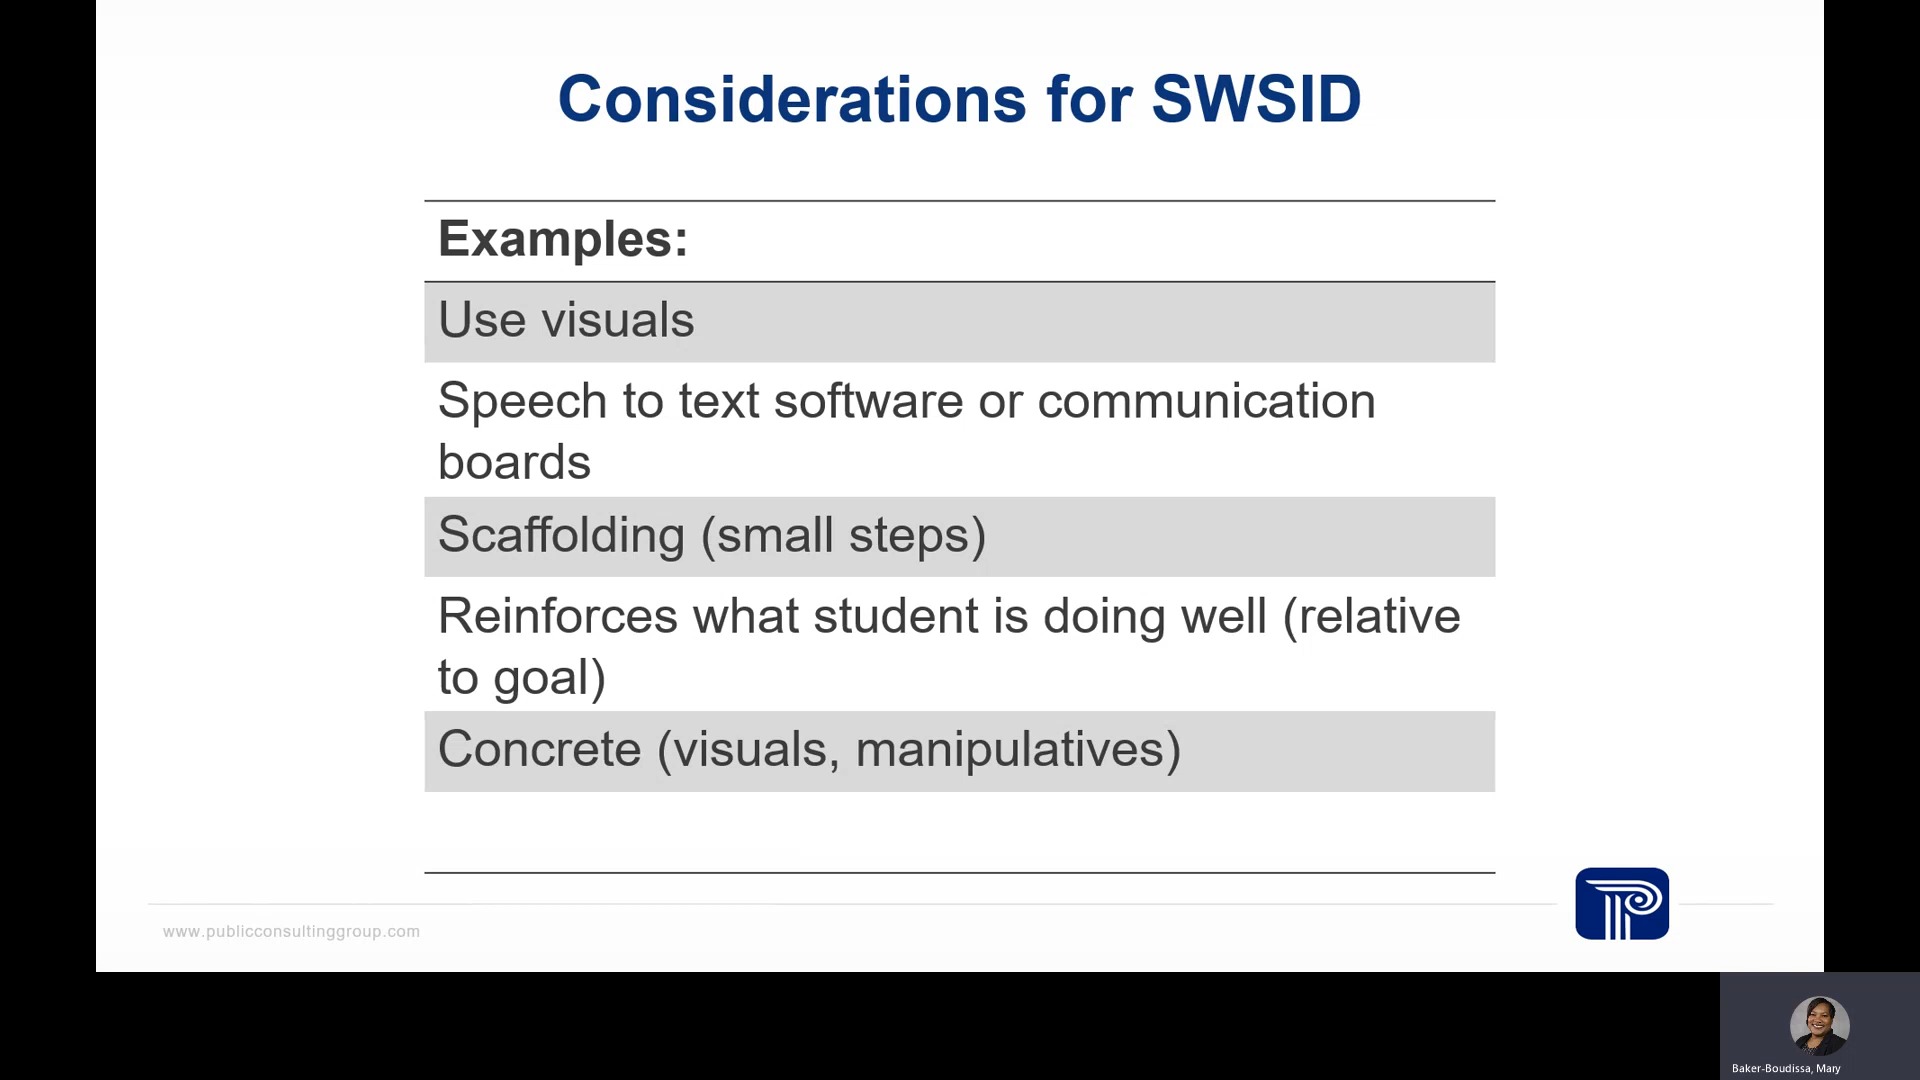 Considerations for SWSID
Examples:
Use visuals
Speech to text software or communication
boards
Scaffolding (small steps)
Reinforces what student is doing well (relative
to goal)
Concrete (visuals, manipulatives)
www.publicconsultinggroup.com
Baker-Boudissa, Mary